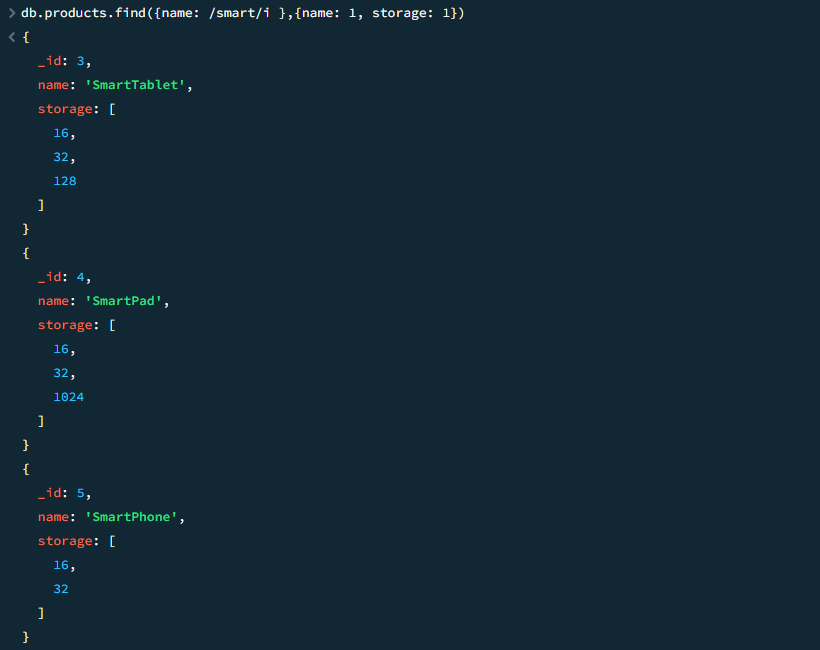 > db.products.find({name: /smart/i },{name: 1, storage: 1})
< {
_id: 3,
name: 'SmartTablet',
storage: [
16,
32,
128
]
}
{
_id: 4,
name: 'SmartPad',
storage: [
16,
32,
1024
]
}
{
_id: 5,
name: 'SmartPhone',
storage: [
16,
32
]
}